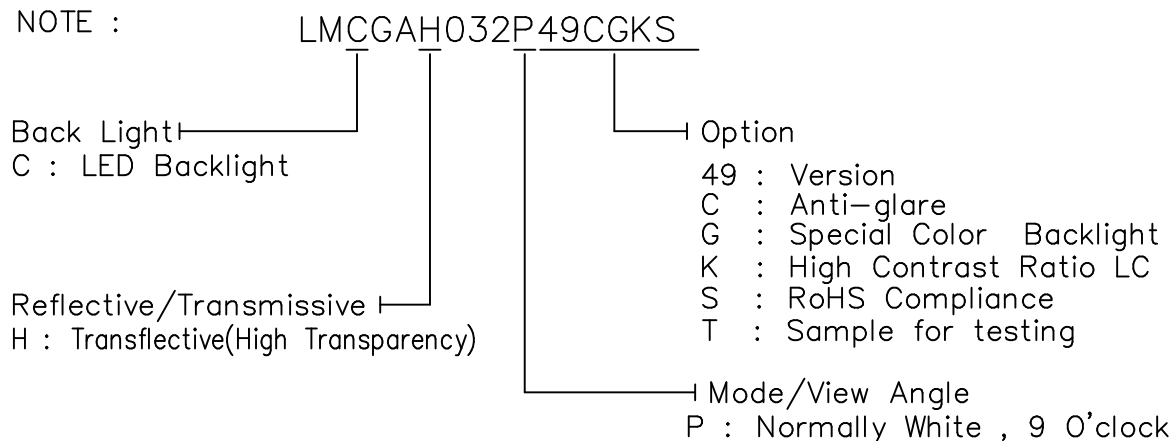 NOTE :
LMCGAH032P49CGKS
Back Light
C : LED Backlight
Reflective/Transmissive
H : Transflective(High Transparency)
Option
49 : Version
C : Anti-glare
G : Special Color Backlight
K : High Contrast Ratio LC
S : RoHS Compliance
T : Sample for testing
Mode/View Angle
P : Normally White , 9 O'clock